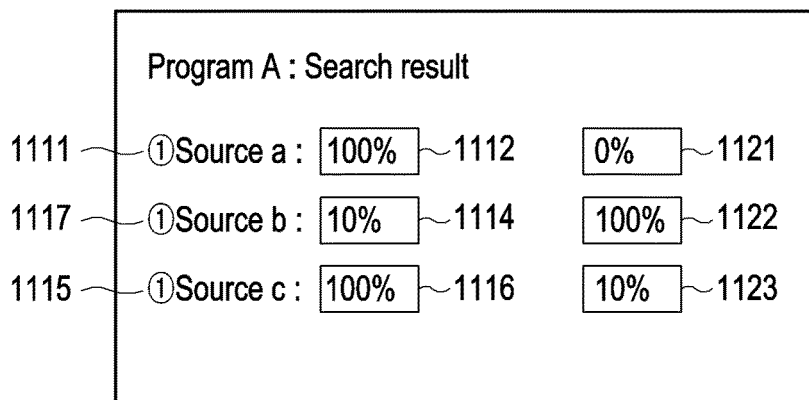 Program A : Search result
1111 ①Source a : 100% 1112 0% 1121
1117 ①Source b : 10% 1114 100% 1122
1115 ①Source c : 100% 1116 10% 1123